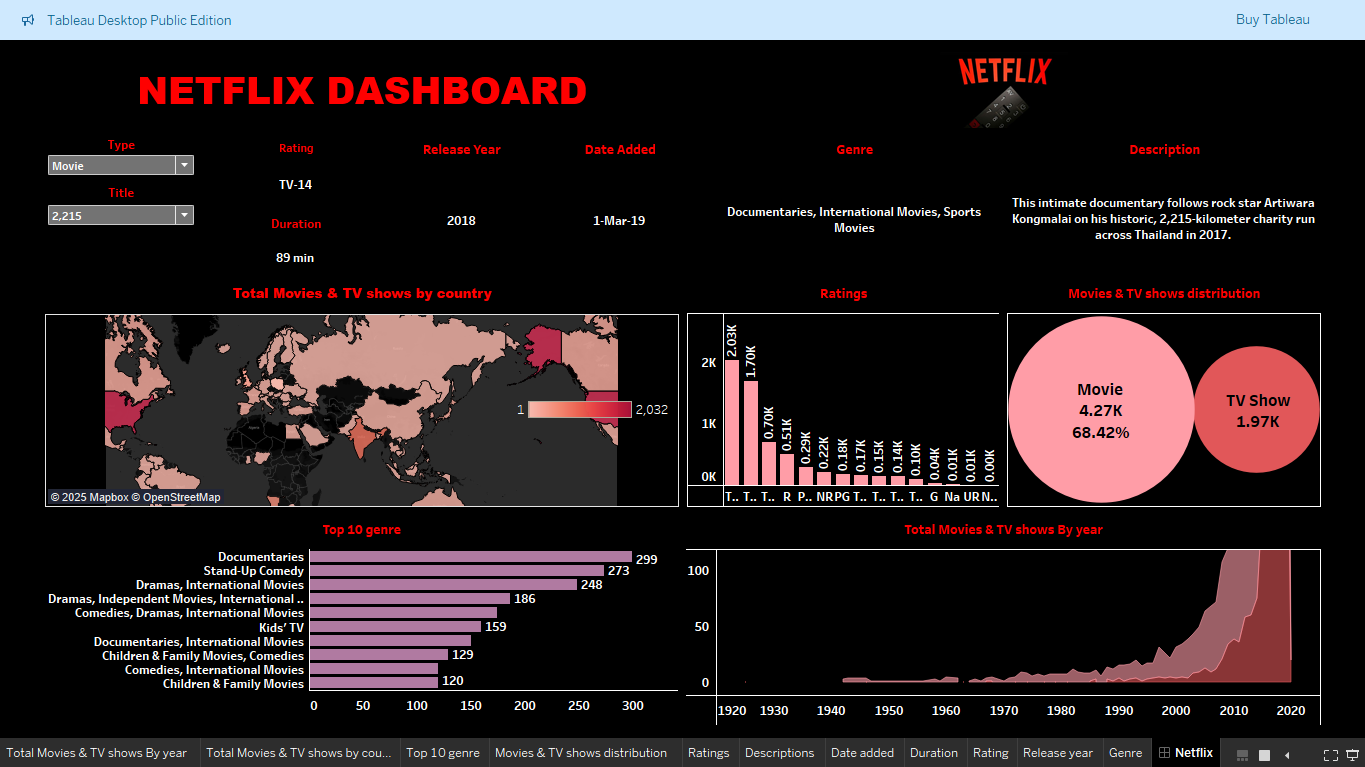 Tableau Desktop Public Edition
Buy Tableau
NETFLIX DASHBOARD
NETFLIX
Type
Movie
Title
2,215
Rating
TV-14
Duration
89 min
Release Year
2018
Date Added
1-Mar-19
Genre
Documentaries, International Movies, Sports
Movies
Description
This intimate documentary follows rock star Artiwara
Kongmalai on his historic, 2,215-kilometer charity run
across Thailand in 2017.
Total Movies & TV shows by country
1
2,032
© 2025 Mapbox © OpenStreetMap
Ratings
2K
1K
0K
2.03K
1.70K
0.70K
0.51K
0.29K
0.22K
0.18K
0.17K
0.15K
0.14K
0.10K
0.04K
0.01K
0.01K
0.00K
T.. T.. T.. R P.. NR PG T.. T.. T.. T.. G Na UR N..
Movies & TV shows distribution
Movie
4.27K
68.42%
TV Show
1.97K
Top 10 genre
Documentaries 299
Stand-Up Comedy 273
Dramas, International Movies 248
Dramas, Independent Movies, International .. 186
Comedies, Dramas, International Movies
Kids' TV 159
Documentaries, International Movies
Children & Family Movies, Comedies 129
Comedies, International Movies
Children & Family Movies 120
0 50 100 150 200 250 300
Total Movies & TV shows By year
100
50
0
1920 1930 1940 1950 1960 1970 1980 1990 2000 2010 2020
Total Movies & TV shows By year
Total Movies & TV shows by cou...
Top 10 genre
Movies & TV shows distribution
Ratings
Descriptions
Date added
Duration
Rating
Release year
Genre
Netflix